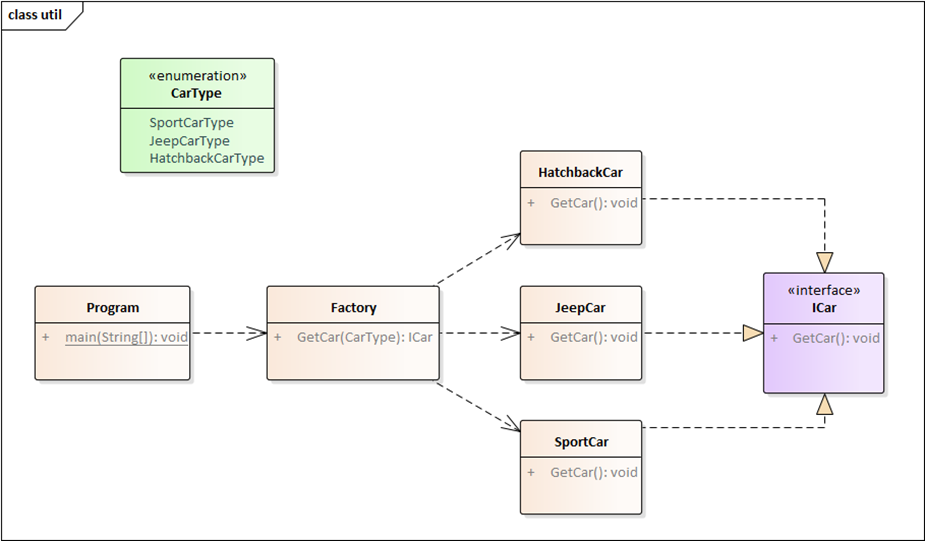 class util
«enumeration»
CarType
SportCarType
JeepCarType
HatchbackCarType
HatchbackCar
+ GetCar(): void
Program
+ main(String[]): void
Factory
+ GetCar(CarType): ICar
JeepCar
+ GetCar(): void
«interface»
ICar
+ GetCar(): void
SportCar
+ GetCar(): void